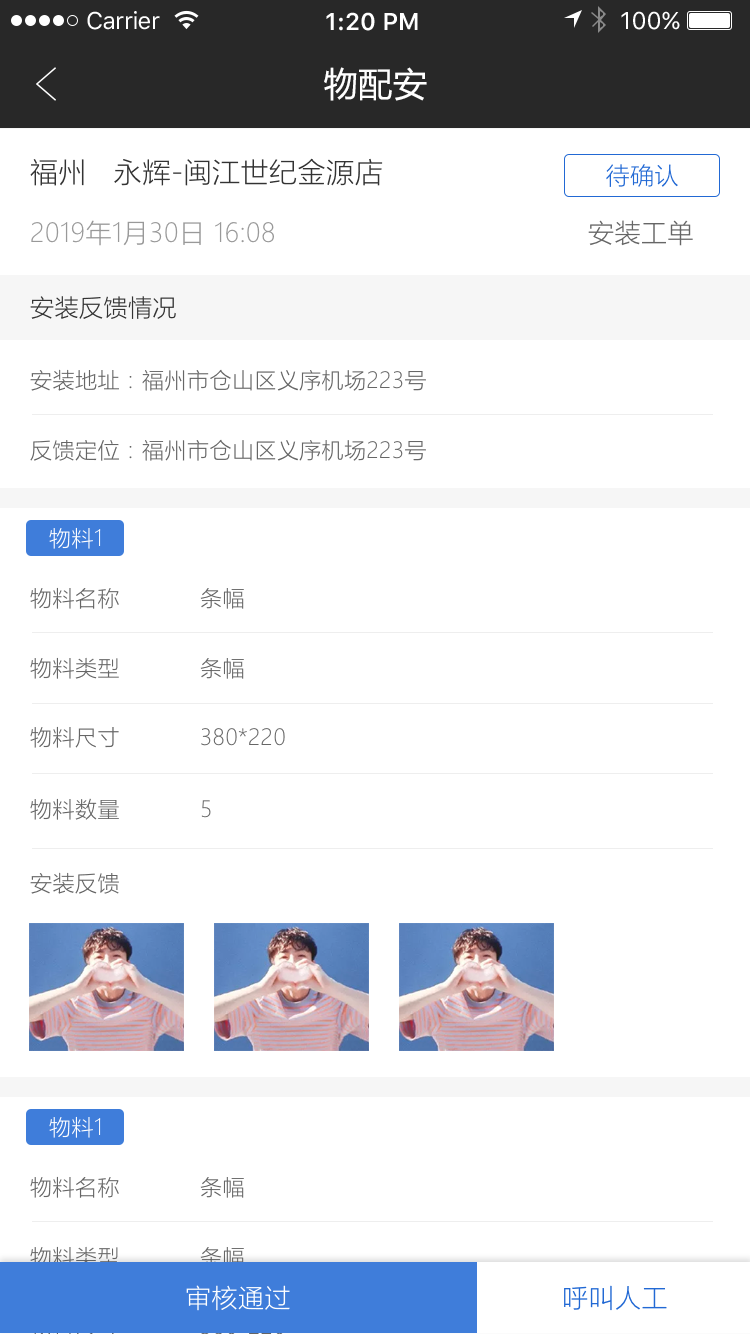 Carrier 1:20 PM 100%
物配安
福州 永辉-闽江世纪金源店 待确认
2019年1月30日 16:08 安装工单
安装反馈情况
安装地址：福州市仓山区义序机场223号
反馈定位：福州市仓山区义序机场223号
物料1
物料名称 条幅
物料类型 条幅
物料尺寸 380*220
物料数量 5
安装反馈
物料1
物料名称 条幅
物料类型 条幅
审核通过 呼叫人工